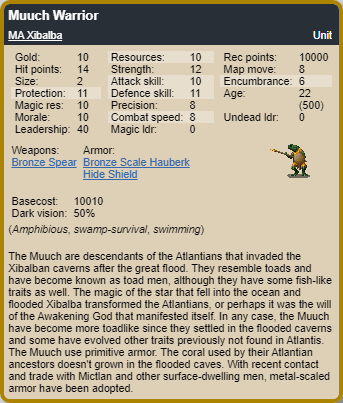 Muuch Warrior
MA Xibalba Unit
Gold: 10 Resources: 10 Rec points: 10000
Hit points: 14 Strength: 12 Map move: 8
Size: 2 Attack skill: 10 Encumbrance: 6
Protection: 11 Defence skill: 11 Age: 22
Magic res: 10 Precision: 8 (500)
Morale: 10 Combat speed: 8 Undead ldr: 0
Leadership: 40 Magic ldr: 0
Weapons: Armor:
Bronze Spear Bronze Scale Hauberk
Hide Shield
Basecost: 10010
Dark vision: 50%
(Amphibious, swamp-survival, swimming)
The Muuch are descendants of the Atlantians that invaded the
Xibalban caverns after the great flood. They resemble toads and
have become known as toad men, although they have some fish-like
traits as well. The magic of the star that fell into the ocean and
flooded Xibalba transformed the Atlantians, or perhaps it was the will
of the Awakening God that manifested itself. In any case, the Muuch
have become more toadlike since they settled in the flooded caverns
and some have evolved other traits previously not found in Atlantis.
The Muuch use primitive armor. The coral used by their Atlantian
ancestors doesn't grown in the flooded caves. With recent contact
and trade with Mictlan and other surface-dwelling men, metal-scaled
armor have been adopted.